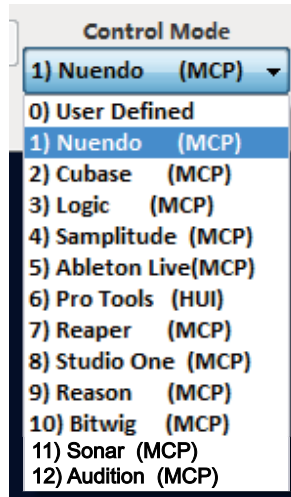 Control Mode
1) Nuendo (MCP)
0) User Defined
1) Nuendo (MCP)
2) Cubase (MCP)
3) Logic (MCP)
4) Samplitude (MCP)
5) Ableton Live(MCP)
6) Pro Tools (HUI)
7) Reaper (MCP)
8) Studio One (MCP)
9) Reason (MCP)
10) Bitwig (MCP)
11) Sonar (MCP)
12) Audition (MCP)